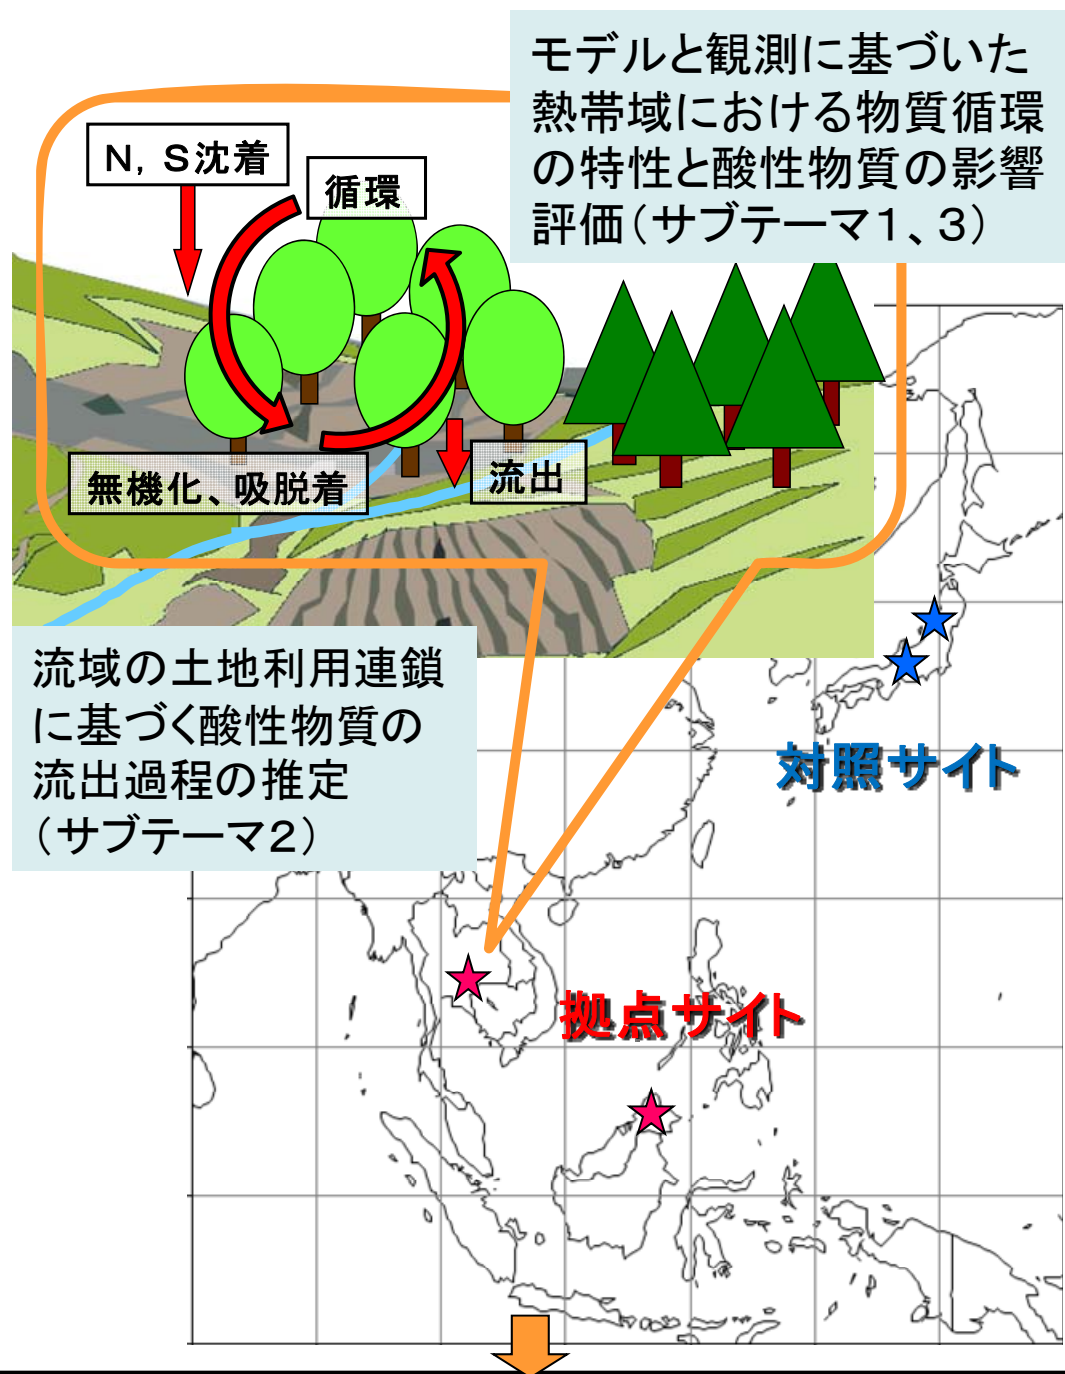 モデルと観測に基づいた
熱帯域における物質循環
の特性と酸性物質の影響
評価(サブテーマ1、3)
N, S沈着
循環
無機化、吸脱着
流出
流域の土地利用連鎖
に基づく酸性物質の
流出過程の推定
(サブテーマ2)
対照サイト
拠点サイト